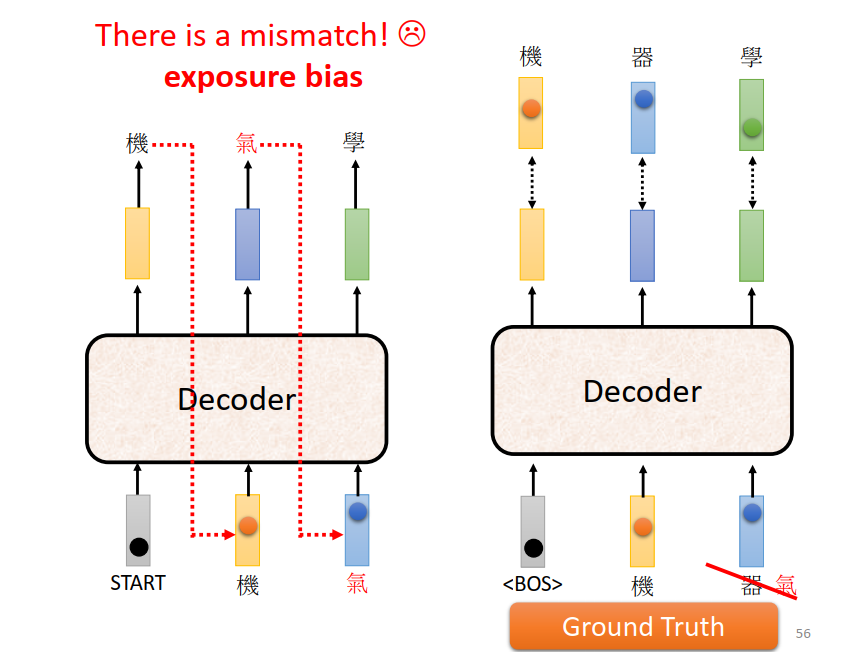 There is a mismatch! ☹
exposure bias
機 氣 學
Decoder
START 機 氣
機 器 學
Decoder
<BOS> 機 器 氣
Ground Truth
56